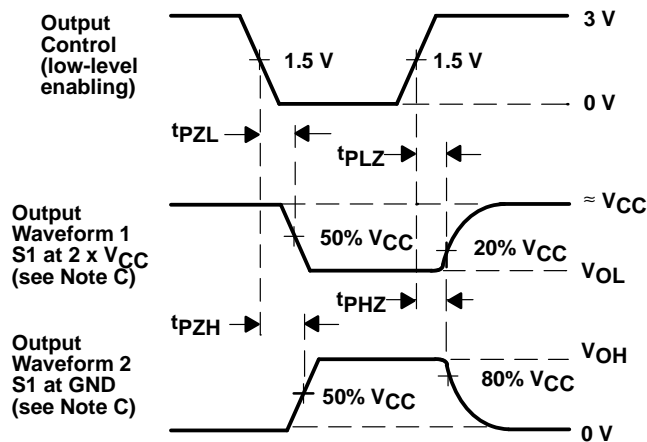 Output
Control
(low-level
enabling)
1.5 V
1.5 V
3 V
0 V
tPZL
tPLZ
Output
Waveform 1
S1 at 2 x VCC
(see Note C)
50% VCC
20% VCC
≈ VCC
VOL
tPZH
tPHZ
Output
Waveform 2
S1 at GND
(see Note C)
50% VCC
80% VCC
VOH
0 V